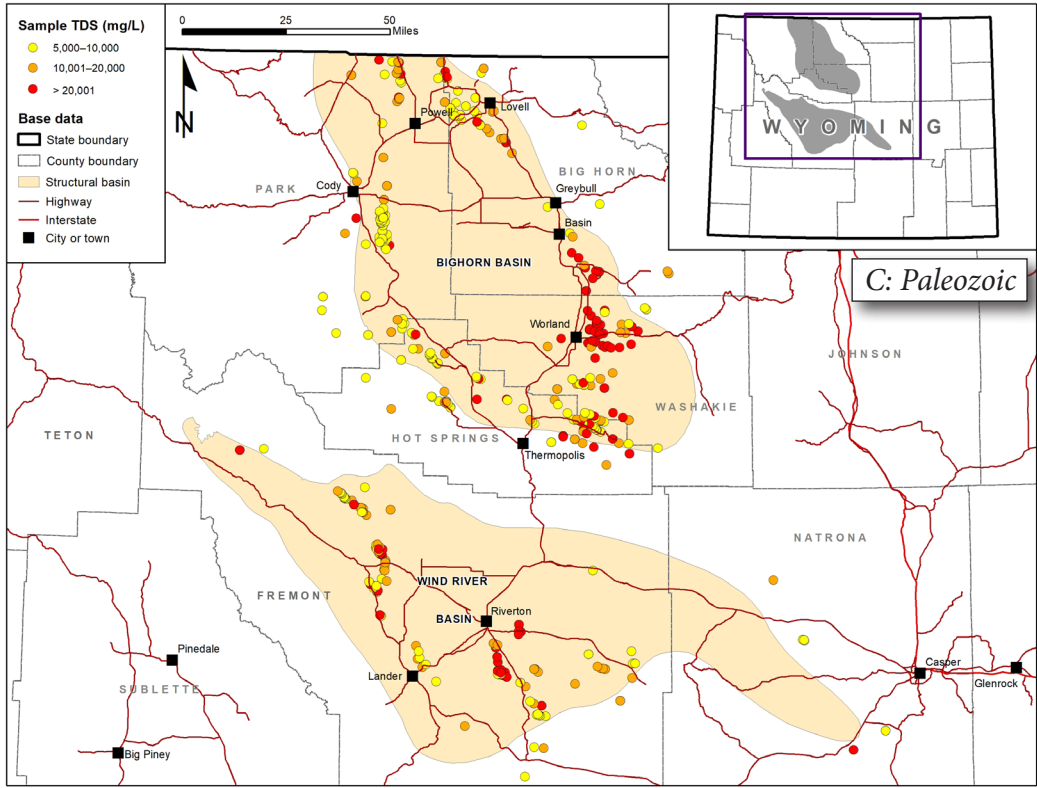 Sample TDS (mg/L)
5,000–10,000
10,001–20,000
> 20,001
Base data
State boundary
County boundary
Structural basin
Highway
Interstate
City or town
0 25 50
Miles
N
WYOMING
C: Paleozoic
Powell
Lovell
PARK
Cody
BIG HORN
Greybull
Basin
BIGHORN BASIN
Worland
JOHNSON
WASHAKIE
TETON
HOT SPRINGS
Thermopolis
NATRONA
WIND RIVER
BASIN
FREMONT
Riverton
Pinedale
Lander
SUBLETTE
Casper
Glenrock
Big Piney